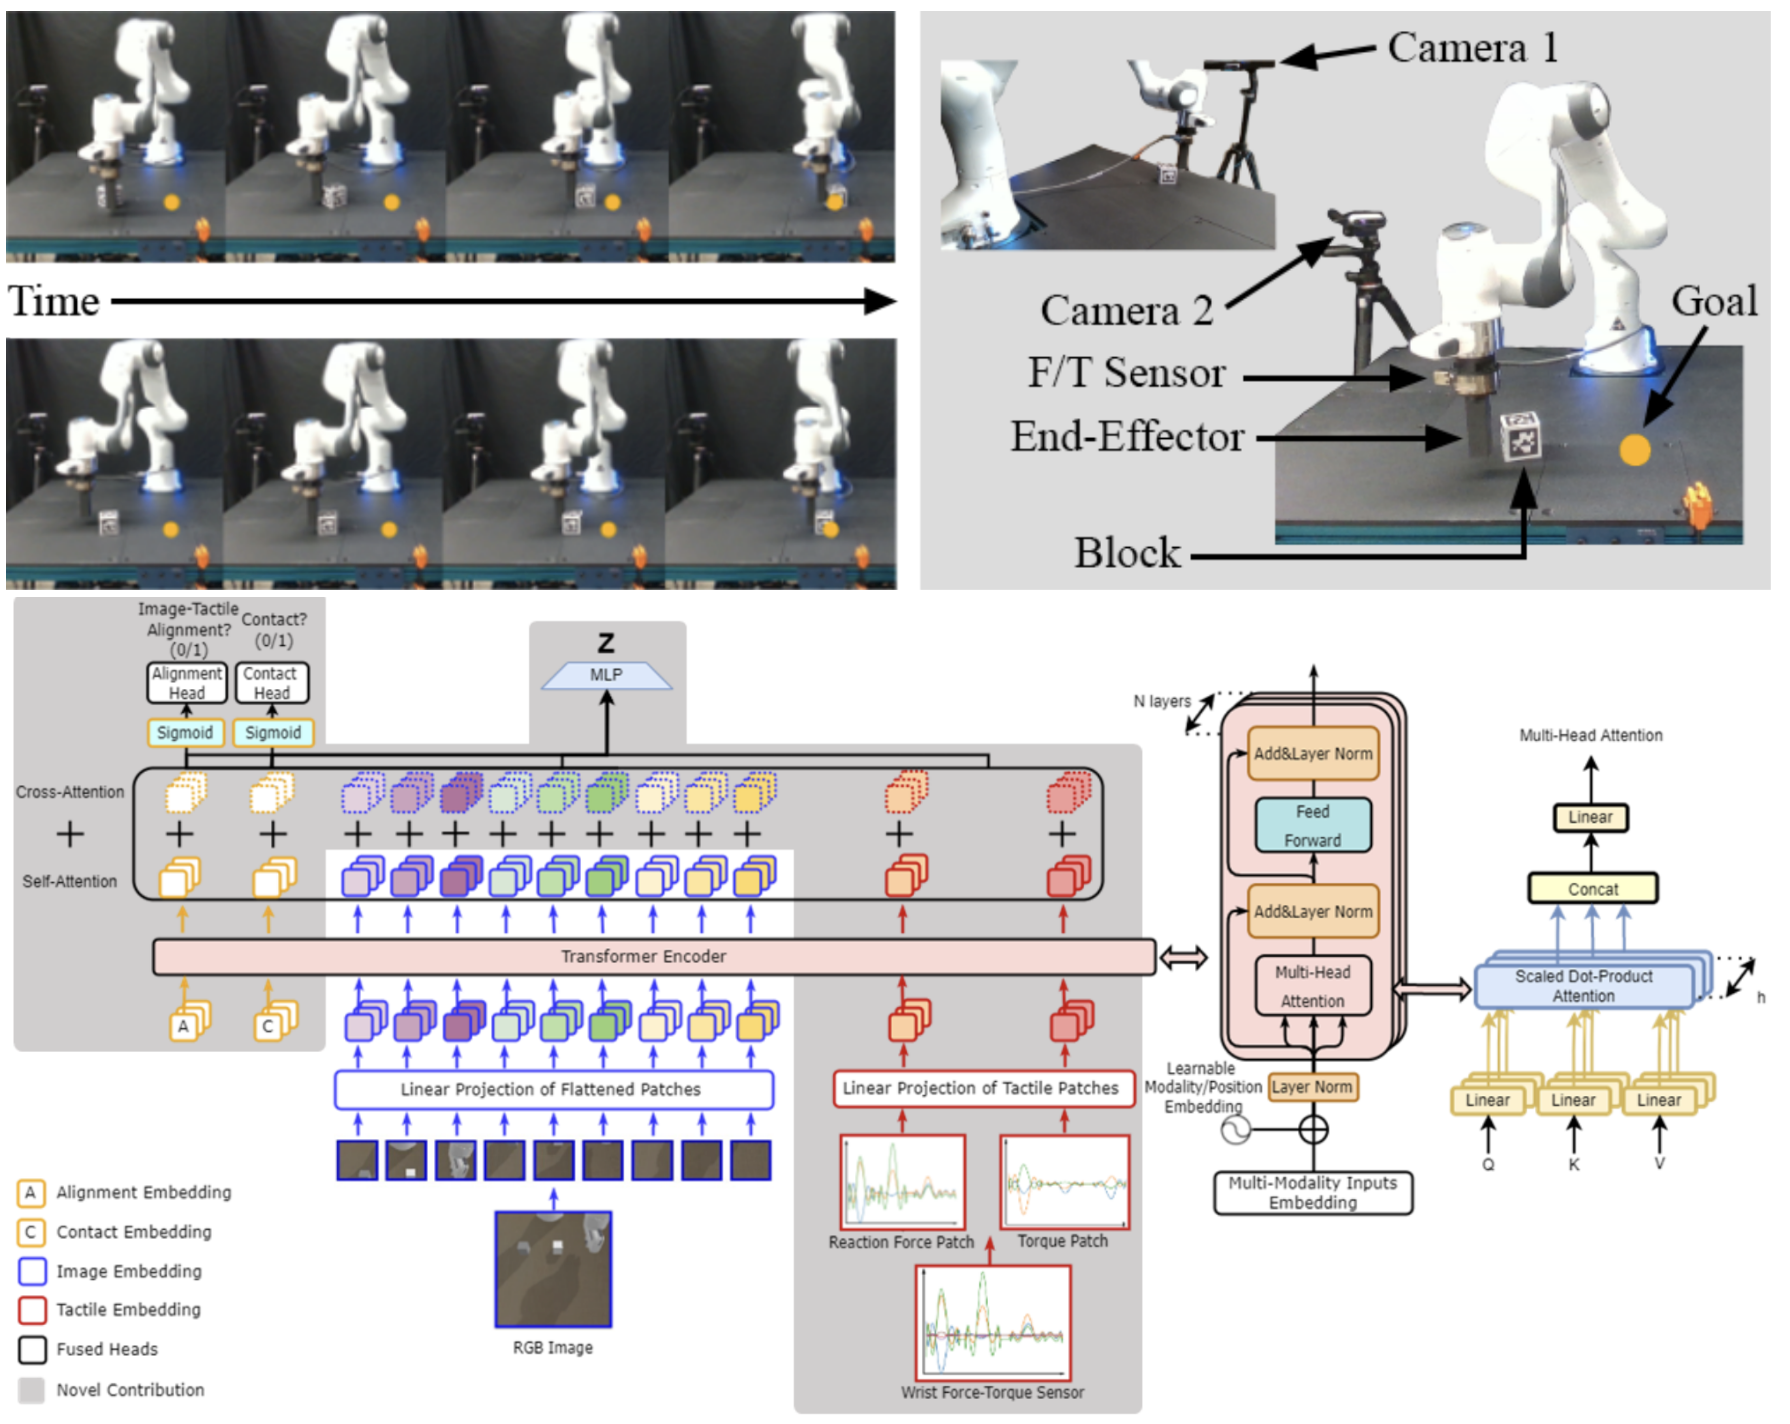 Time
Camera 1
Camera 2
Goal
F/T Sensor
End-Effector
Block
Image-Tactile
Alignment?
(0/1)
Contact?
(0/1)
Alignment
Head
Contact
Head
Sigmoid
Sigmoid
Z
MLP
Cross-Attention
+
+ + + + + + + + + + + + +
Self-Attention
Transformer Encoder
A
C
Linear Projection of Flattened Patches
Linear Projection of Tactile Patches
Reaction Force Patch
Torque Patch
Wrist Force-Torque Sensor
RGB Image
A
Alignment Embedding
C
Contact Embedding
Image Embedding
Tactile Embedding
Fused Heads
Novel Contribution
N layers
Add&Layer Norm
Feed
Forward
Add&Layer Norm
Multi-Head
Attention
Layer Norm
Learnable
Modality/Position
Embedding
Multi-Modality Inputs
Embedding
Multi-Head Attention
Linear
Concat
Scaled Dot-Product
Attention
h
Linear
Linear
Linear
Q
K
V